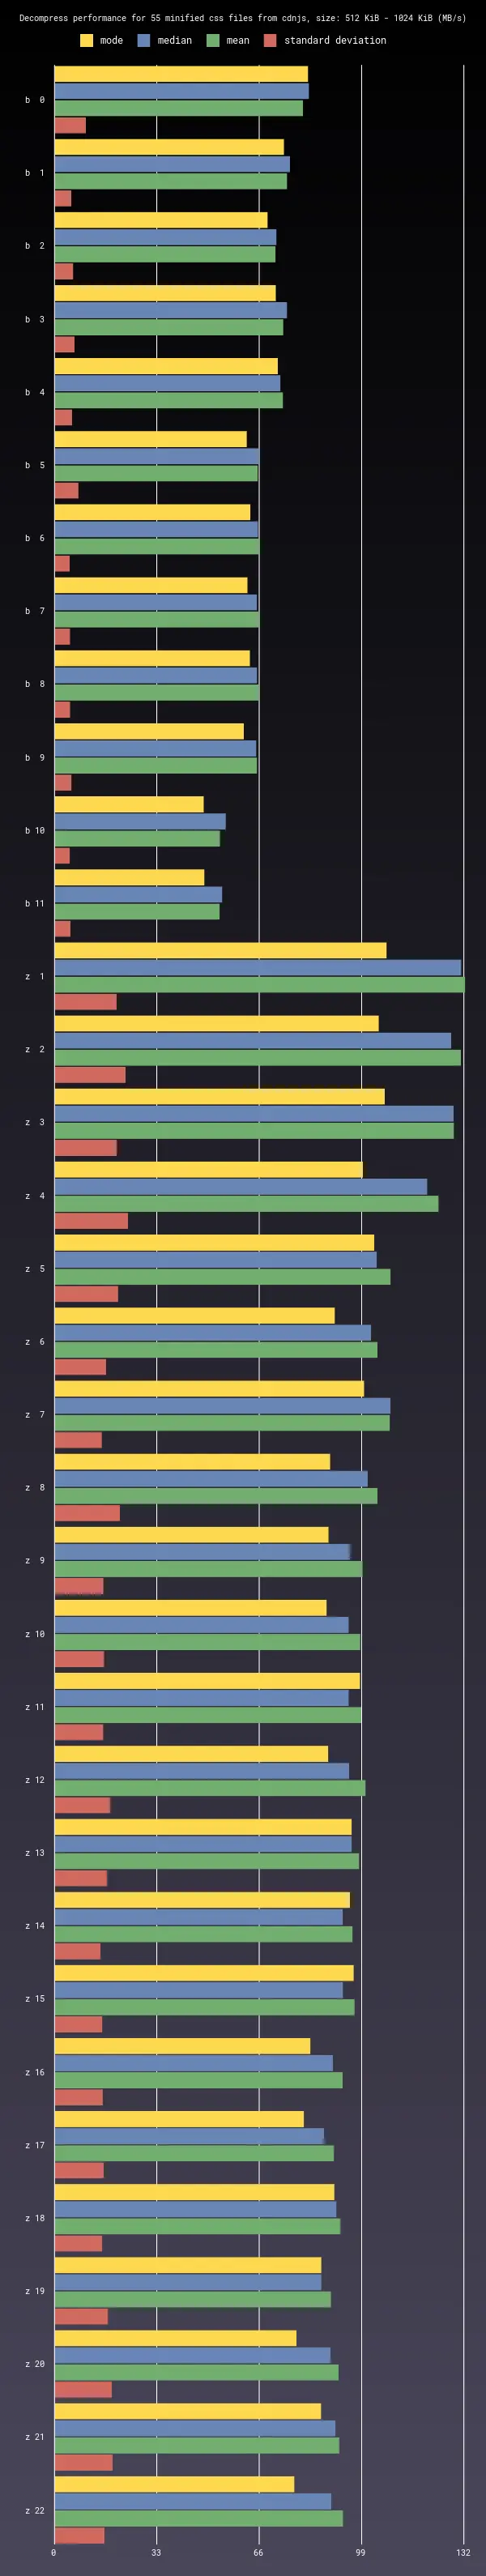 Decompress performance for 55 minified css files from cdnjs, size: 512 KiB - 1024 KiB (MB/s)
mode median mean standard deviation
b 0
b 1
b 2
b 3
b 4
b 5
b 6
b 7
b 8
b 9
b 10
b 11
z 1
z 2
z 3
z 4
z 5
z 6
z 7
z 8
z 9
z 10
z 11
z 12
z 13
z 14
z 15
z 16
z 17
z 18
z 19
z 20
z 21
z 22
0 33 66 99 132